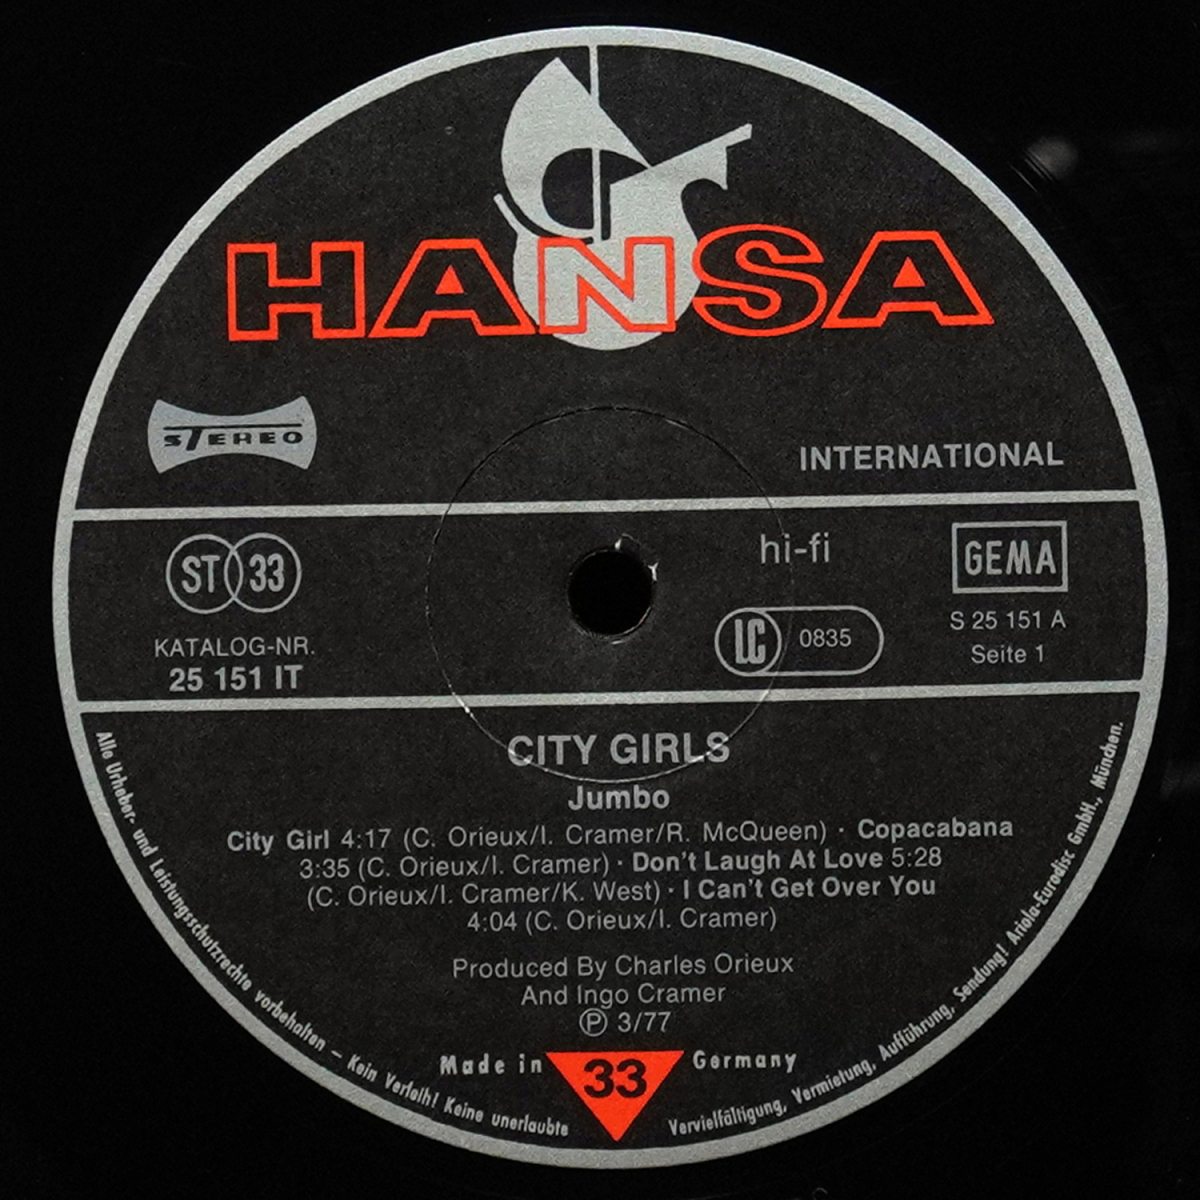 HANSA
STEREO
INTERNATIONAL
ST 33
hi-fi
GEMA
KATALOG-NR.
25 151 IT
LC 0835
S 25 151 A
Seite 1
CITY GIRLS
Jumbo
City Girl 4:17 (C. Orieux/I. Cramer/R. McQueen) · Copacabana
3:35 (C. Orieux/I. Cramer) · Don't Laugh At Love 5:28
(C. Orieux/I. Cramer/K. West) · I Can't Get Over You
4:04 (C. Orieux/I. Cramer)
Produced By Charles Orieux
And Ingo Cramer
Ⓟ 3/77
Made in 33 Germany
Alle Urheber- und Leistungsschutzrechte vorbehalten – Kein Verleih! Keine unerlaubte Vervielfältigung, Vermietung, Aufführung, Sendung! Ariola-Eurodisc GmbH., München.